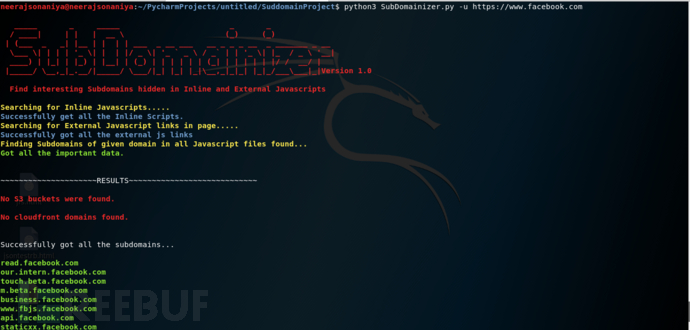 neerajsonaniya@neerajsonaniya:~/PycharmProjects/untitled/SuddomainProject$ python3 SubDomainizer.py -u https://www.facebook.com
SubDomainizer
Version 1.0
Find interesting Subdomains hidden in Inline and External Javascripts
Searching for Inline Javascripts.....
Successfully got all the Inline Scripts.
Searching for External Javascript links in page.....
Successfully got all the external js links
Finding Subdomains of given domain in all Javascript files found...
Got all the important data.
~~~~~~~~~~~~~~~~~~~~~~RESULTS~~~~~~~~~~~~~~~~~~~~~~~~~~~~~
No S3 buckets were found.
No cloudfront domains found.
Successfully got all the subdomains...
read.facebook.com
our.intern.facebook.com
touch.beta.facebook.com
m.beta.facebook.com
business.facebook.com
www.fbjs.facebook.com
api.facebook.com
staticxx.facebook.com
FREEBUF